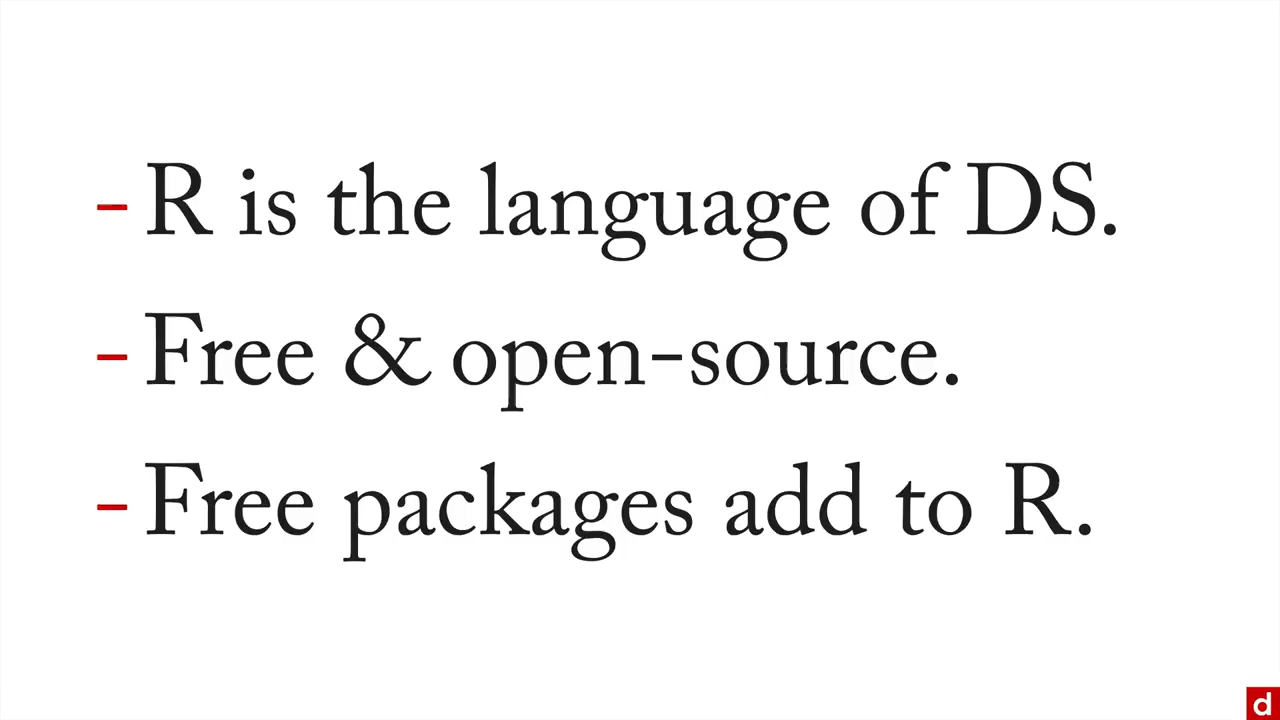 - R is the language of DS.
- Free & open-source.
- Free packages add to R.
d